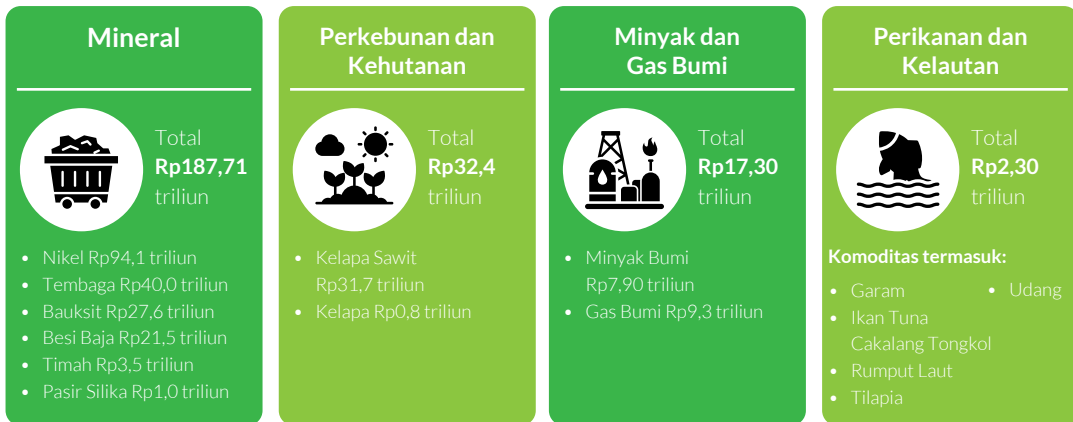 Mineral
Total
Rp187,71
triliun
• Nikel Rp94,1 triliun
• Tembaga Rp40,0 triliun
• Bauksit Rp27,6 triliun
• Besi Baja Rp21,5 triliun
• Timah Rp3,5 triliun
• Pasir Silika Rp1,0 triliun
Perkebunan dan
Kehutanan
Total
Rp32,4
triliun
• Kelapa Sawit
Rp31,7 triliun
• Kelapa Rp0,8 triliun
Minyak dan
Gas Bumi
Total
Rp17,30
triliun
• Minyak Bumi
Rp7,90 triliun
• Gas Bumi Rp9,3 triliun
Perikanan dan
Kelautan
Total
Rp2,30
triliun
Komoditas termasuk:
• Garam
• Ikan Tuna
Cakalang Tongkol
• Rumput Laut
• Tilapia
• Udang